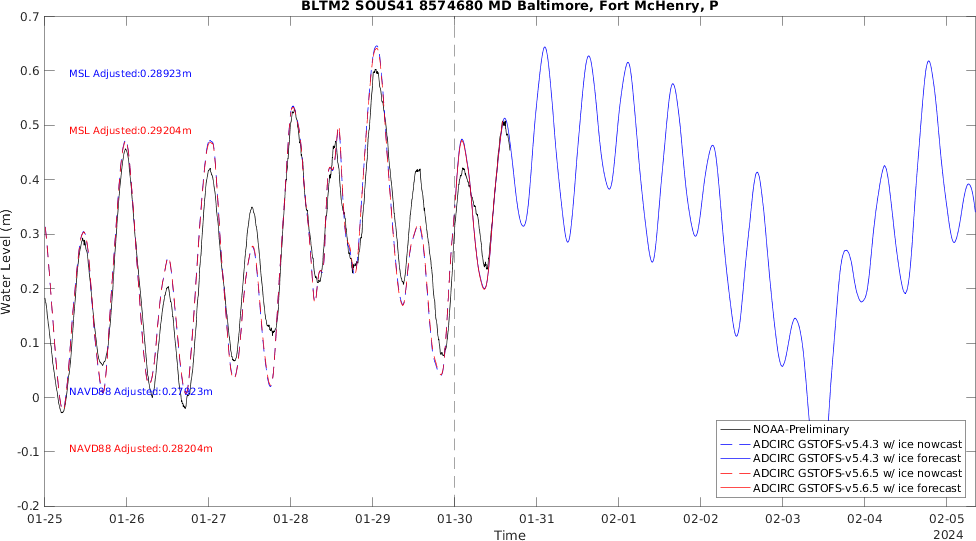 BLTM2 SOUS41 8574680 MD Baltimore, Fort McHenry, P
0.7
0.6
0.5
0.4
0.3
0.2
0.1
0
-0.1
-0.2
Water Level (m)
MSL Adjusted:0.28923m
MSL Adjusted:0.29204m
NAVD88 Adjusted:0.27823m
NAVD88 Adjusted:0.28204m
NOAA-Preliminary
ADCIRC GSTOFS-v5.4.3 w/ ice nowcast
ADCIRC GSTOFS-v5.4.3 w/ ice forecast
ADCIRC GSTOFS-v5.6.5 w/ ice nowcast
ADCIRC GSTOFS-v5.6.5 w/ ice forecast
01-25 01-26 01-27 01-28 01-29 01-30 01-31 02-01 02-02 02-03 02-04 02-05
Time
2024